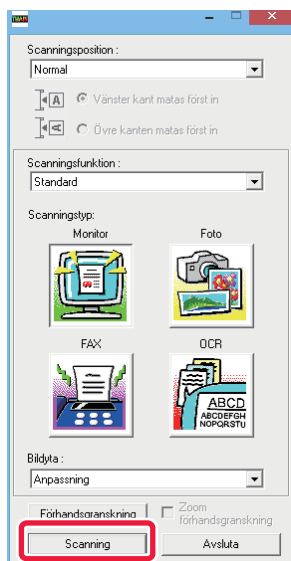 Scanningsposition :
Normal
A
Vänster kant matas först in
A
Övre kanten matas först in
Scanningsfunktion :
Standard
Scanningstyp:
Monitor
Foto
FAX
OCR
ABCD
ABCDEFGH
NOPQRSTU
Bildyta :
Anpassning
Förhandsgranskning
Zoom
förhandsgranskning
Scanning
Avsluta